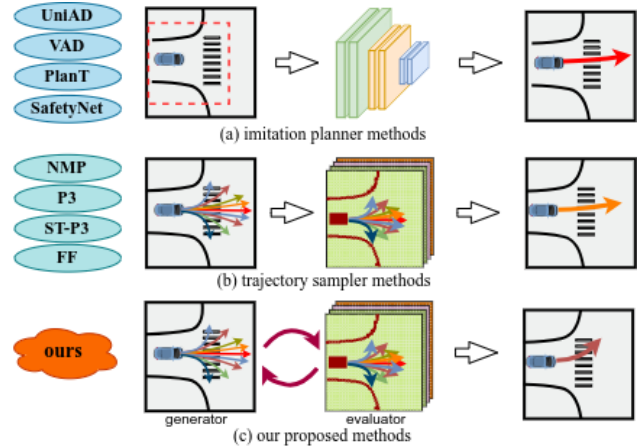 UniAD
VAD
PlanT
SafetyNet
(a) imitation planner methods
NMP
P3
ST-P3
FF
(b) trajectory sampler methods
ours
generator
evaluator
(c) our proposed methods